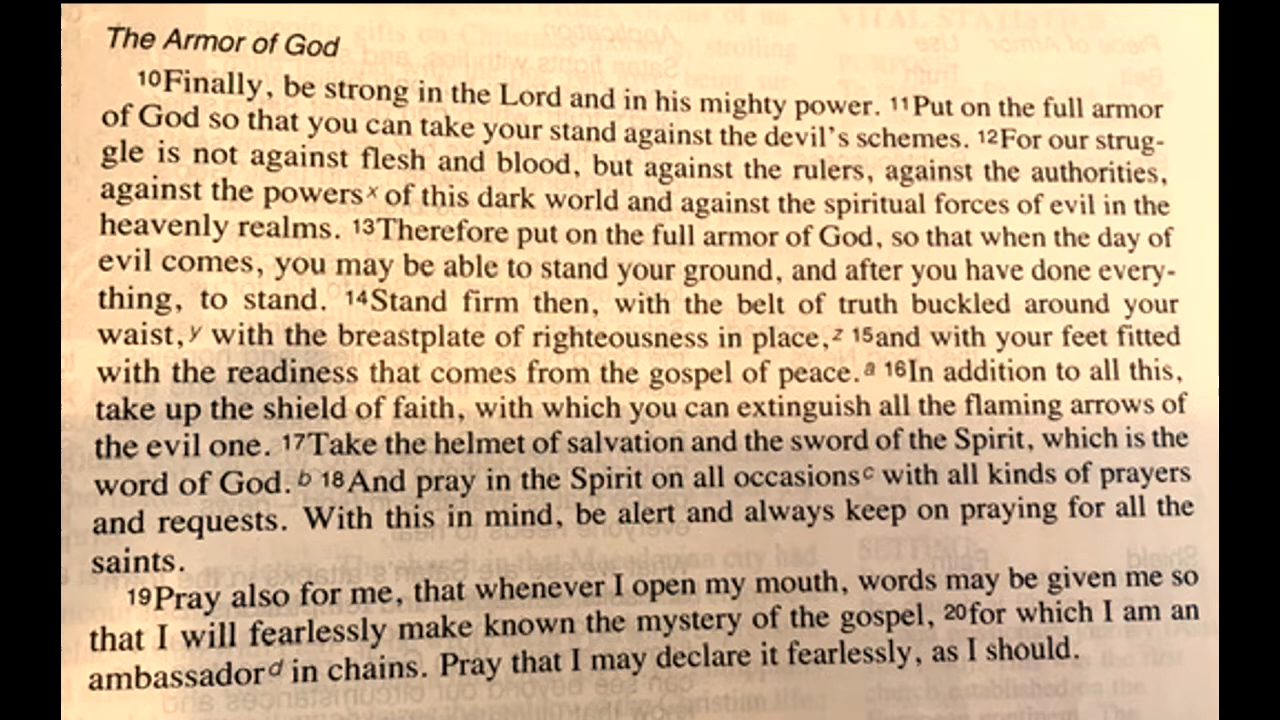 The Armor of God
10Finally, be strong in the Lord and in his mighty power. 11Put on the full armor
of God so that you can take your stand against the devil's schemes. 12For our strug-
gle is not against flesh and blood, but against the rulers, against the authorities,
against the powersx of this dark world and against the spiritual forces of evil in the
heavenly realms. 13Therefore put on the full armor of God, so that when the day of
evil comes, you may be able to stand your ground, and after you have done every-
thing, to stand. 14Stand firm then, with the belt of truth buckled around your
waist,y with the breastplate of righteousness in place,z 15and with your feet fitted
with the readiness that comes from the gospel of peace.a 16In addition to all this,
take up the shield of faith, with which you can extinguish all the flaming arrows of
the evil one. 17Take the helmet of salvation and the sword of the Spirit, which is the
word of God.b 18And pray in the Spirit on all occasionsc with all kinds of prayers
and requests. With this in mind, be alert and always keep on praying for all the
saints.
19Pray also for me, that whenever I open my mouth, words may be given me so
that I will fearlessly make known the mystery of the gospel, 20for which I am an
ambassadord in chains. Pray that I may declare it fearlessly, as I should.